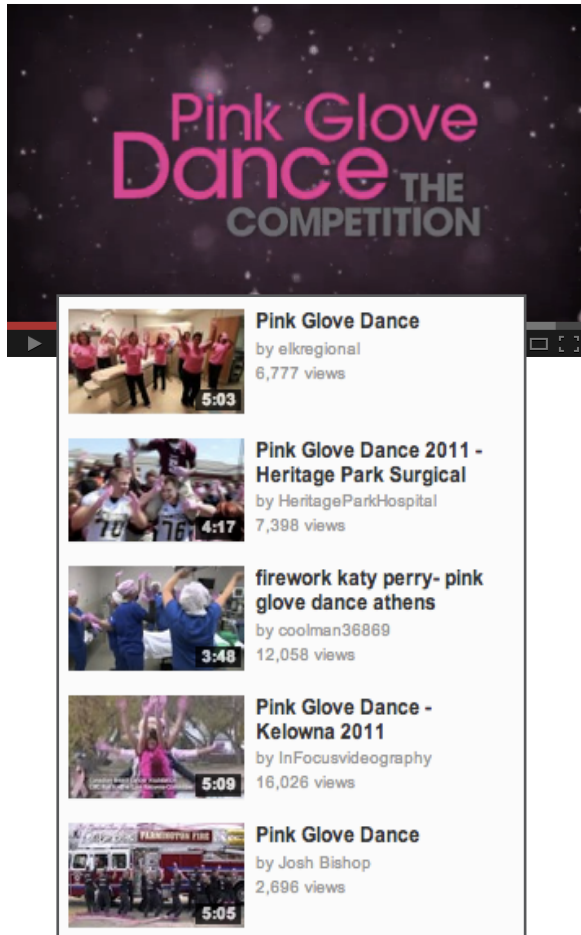 Pink Glove
Dance THE
COMPETITION
Pink Glove Dance
by elkregional
6,777 views
5:03
Pink Glove Dance 2011 -
Heritage Park Surgical
by HeritageParkHospital
7,398 views
70
76
4:17
firework katy perry- pink
glove dance athens
by coolman36869
12,058 views
3:48
Pink Glove Dance -
Kelowna 2011
by InFocusvideography
16,026 views
5:09
Pink Glove Dance
by Josh Bishop
2,696 views
FARMINGTON FIRE
5:05